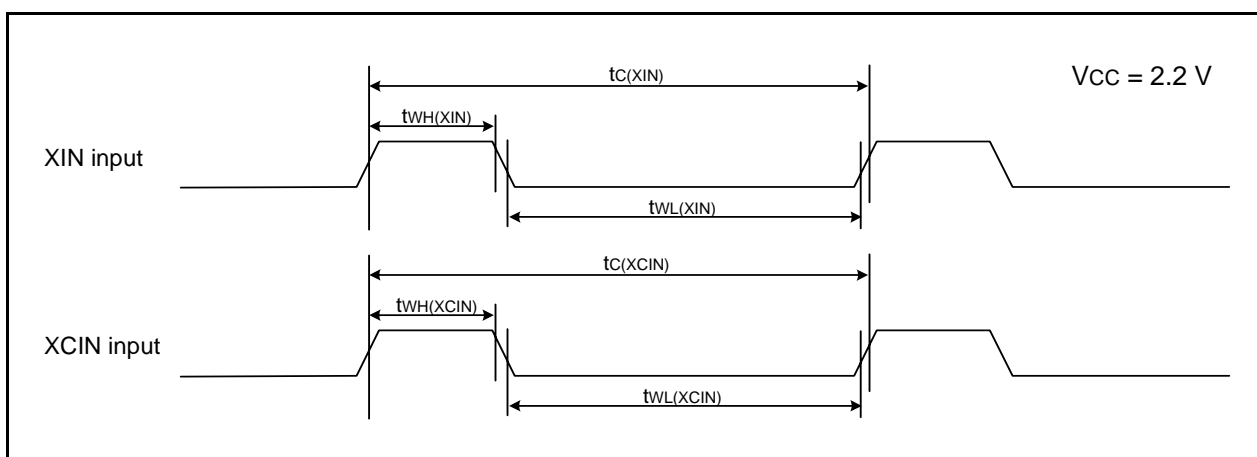 tC(XIN)
VCC = 2.2 V
tWH(XIN)
XIN input
tWL(XIN)
tC(XCIN)
tWH(XCIN)
XCIN input
tWL(XCIN)